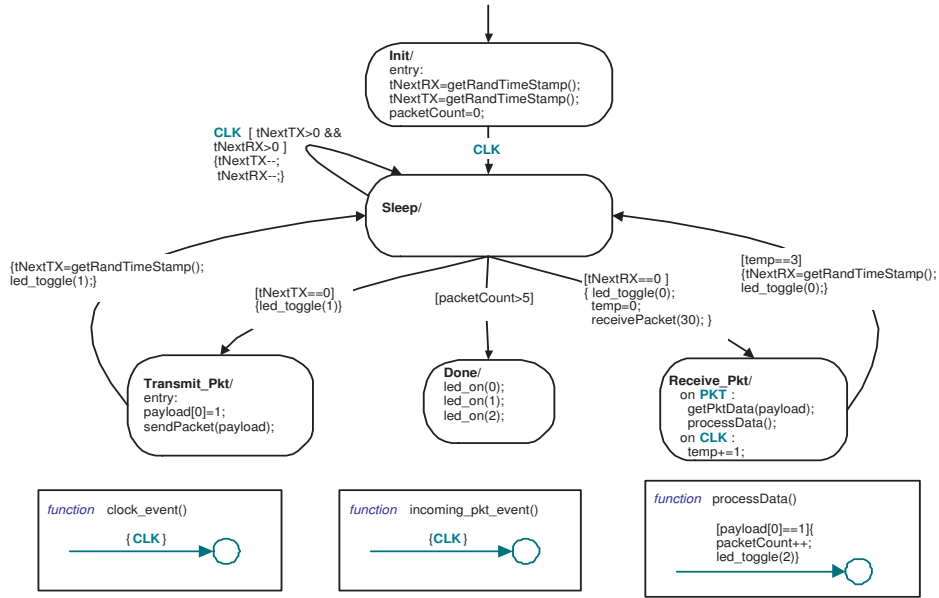 Init/
entry:
tNextRX=getRandTimeStamp();
tNextTX=getRandTimeStamp();
packetCount=0;
CLK [ tNextTX>0 &&
tNextRX>0 ]
{tNextTX--;
tNextRX--;}
CLK
Sleep/
{tNextTX=getRandTimeStamp();
led_toggle(1);}
[tNextTX==0]
{led_toggle(1)}
[packetCount>5]
[tNextRX==0 ]
{ led_toggle(0);
temp=0;
receivePacket(30); }
[temp==3]
{tNextRX=getRandTimeStamp();
led_toggle(0);}
Transmit_Pkt/
entry:
payload[0]=1;
sendPacket(payload);
Done/
led_on(0);
led_on(1);
led_on(2);
Receive_Pkt/
on PKT :
getPktData(payload);
processData();
on CLK :
temp+=1;
function clock_event()
{ CLK }
function incoming_pkt_event()
{CLK }
function processData()
[payload[0]==1]{
packetCount++;
led_toggle(2)}